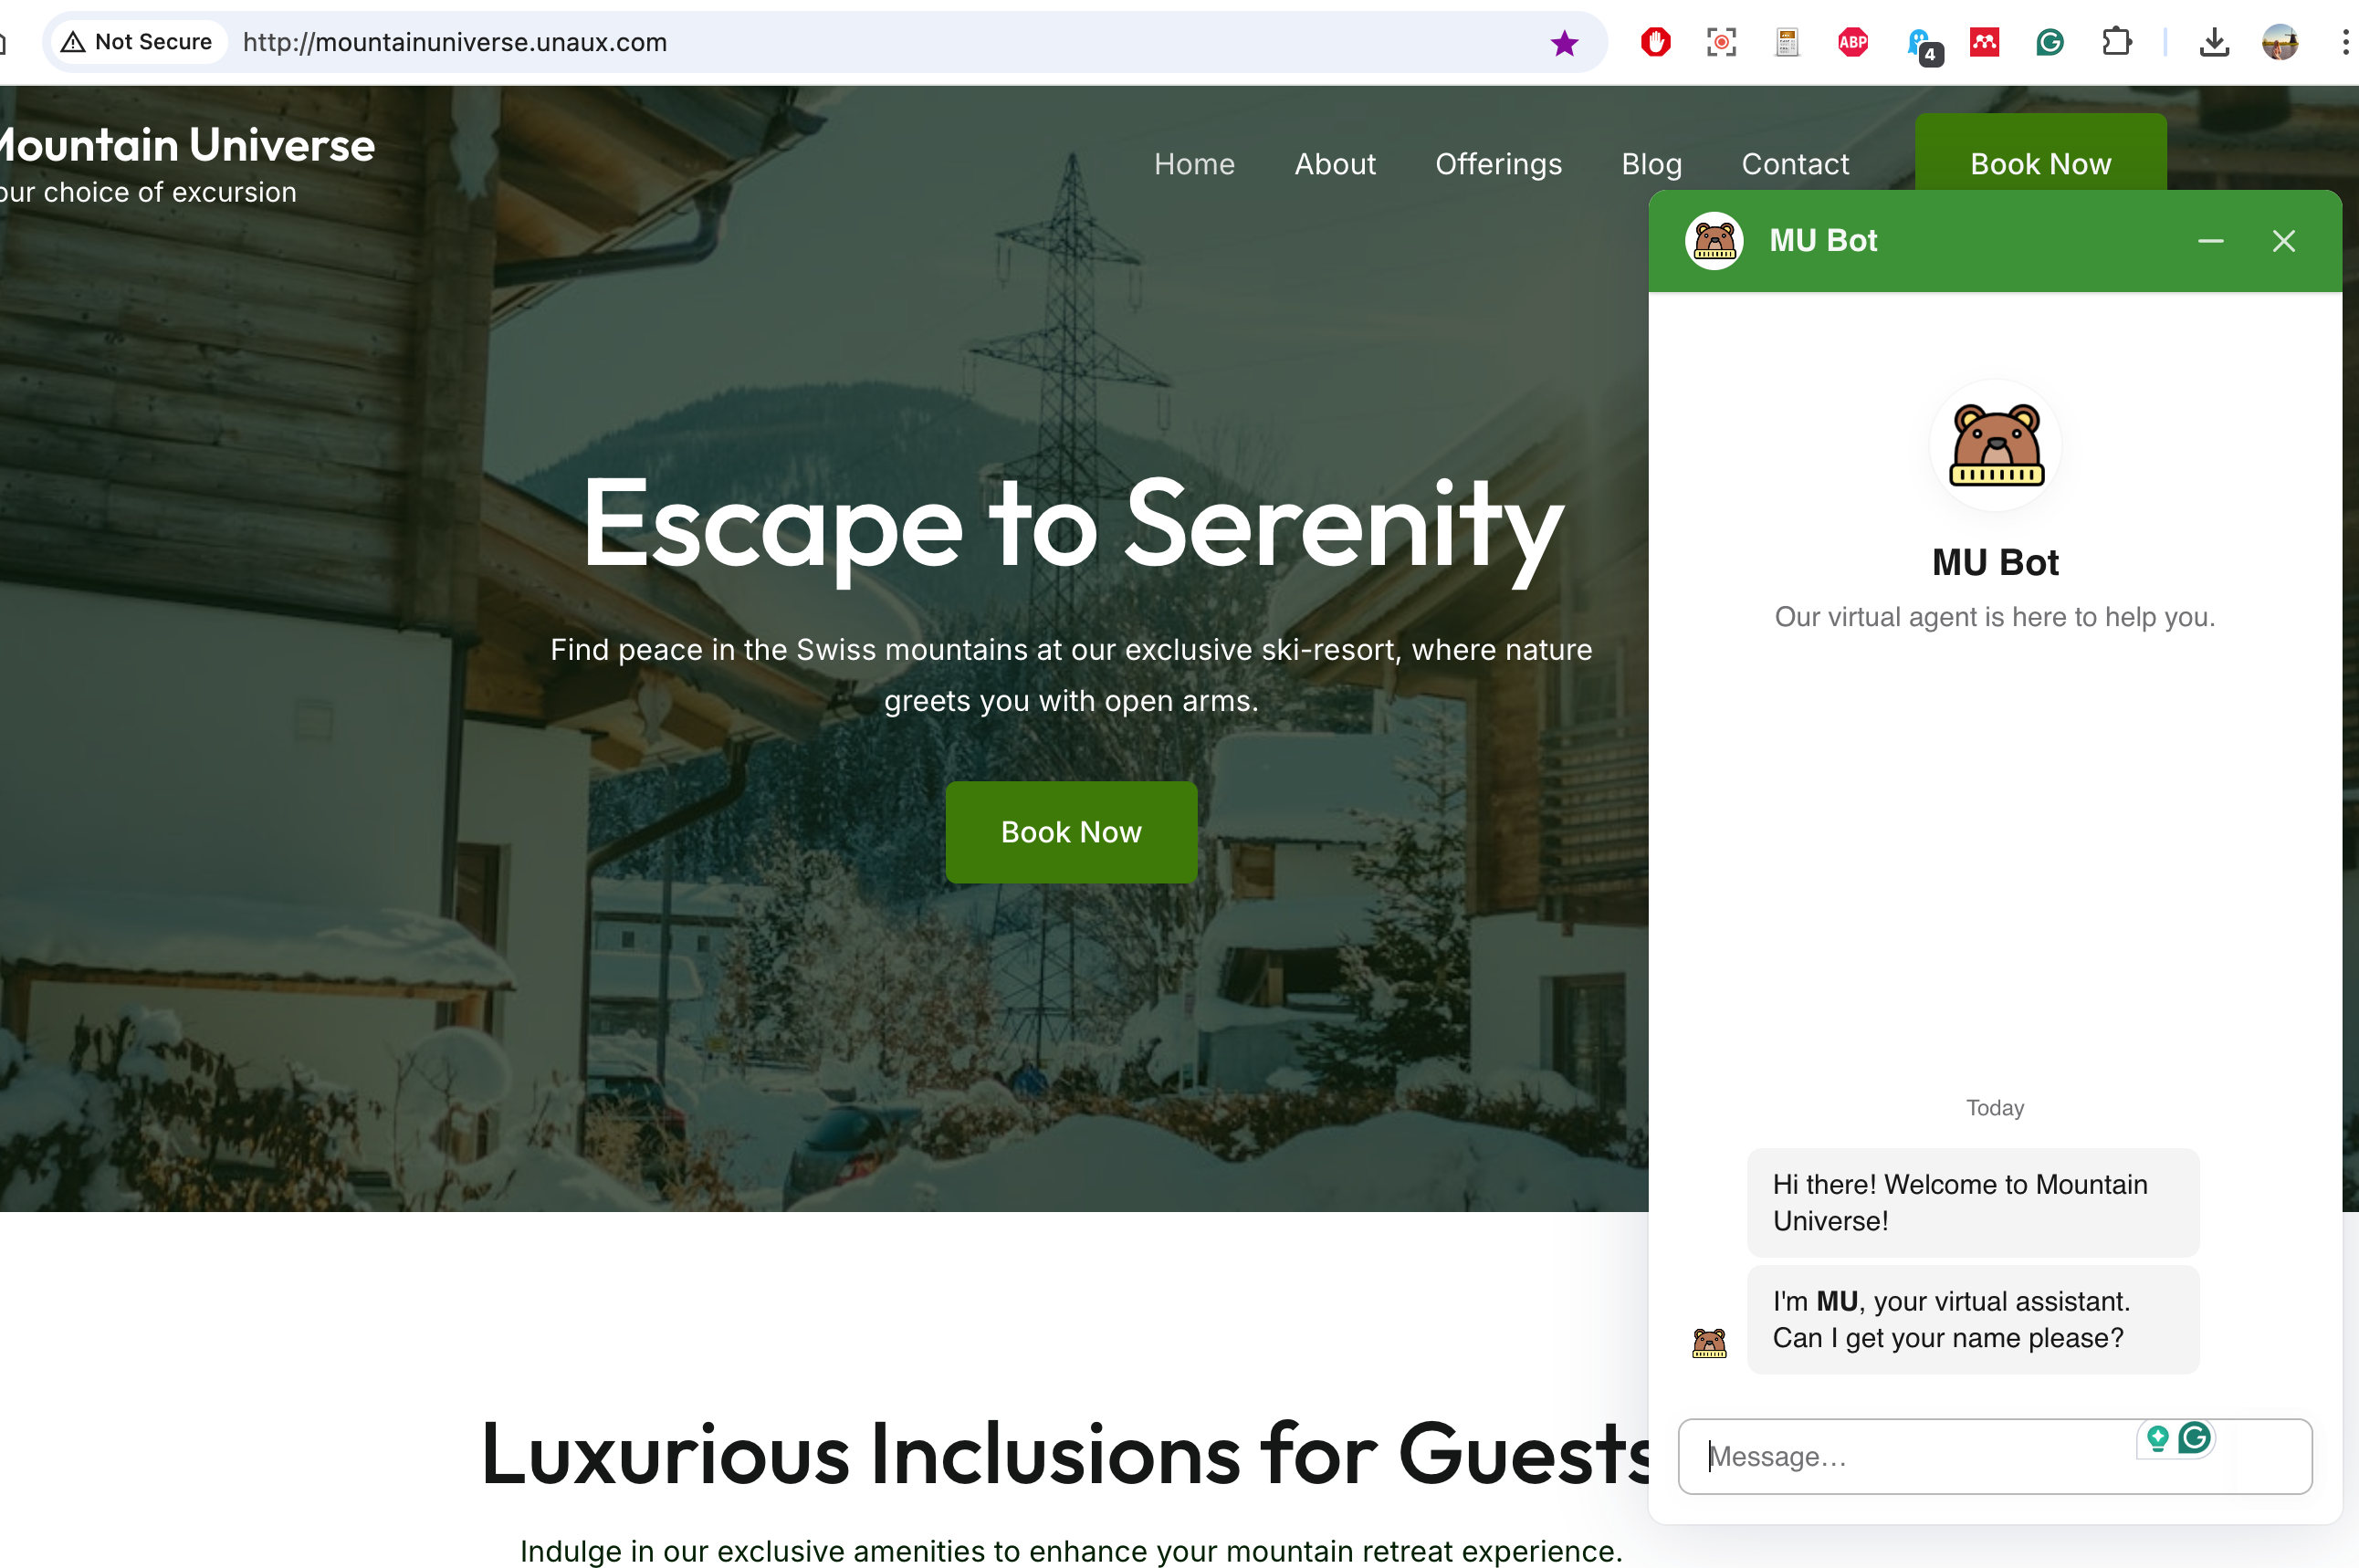 Not Secure http://mountainuniverse.unaux.com
ABP
4
Mountain Universe
our choice of excursion
Home About Offerings Blog Contact Book Now
MU Bot
Escape to Serenity
Find peace in the Swiss mountains at our exclusive ski-resort, where nature
greets you with open arms.
Book Now
MU Bot
Our virtual agent is here to help you.
Today
Hi there! Welcome to Mountain
Universe!
I'm MU, your virtual assistant.
Can I get your name please?
Message...
Luxurious Inclusions for Guests
Indulge in our exclusive amenities to enhance your mountain retreat experience.